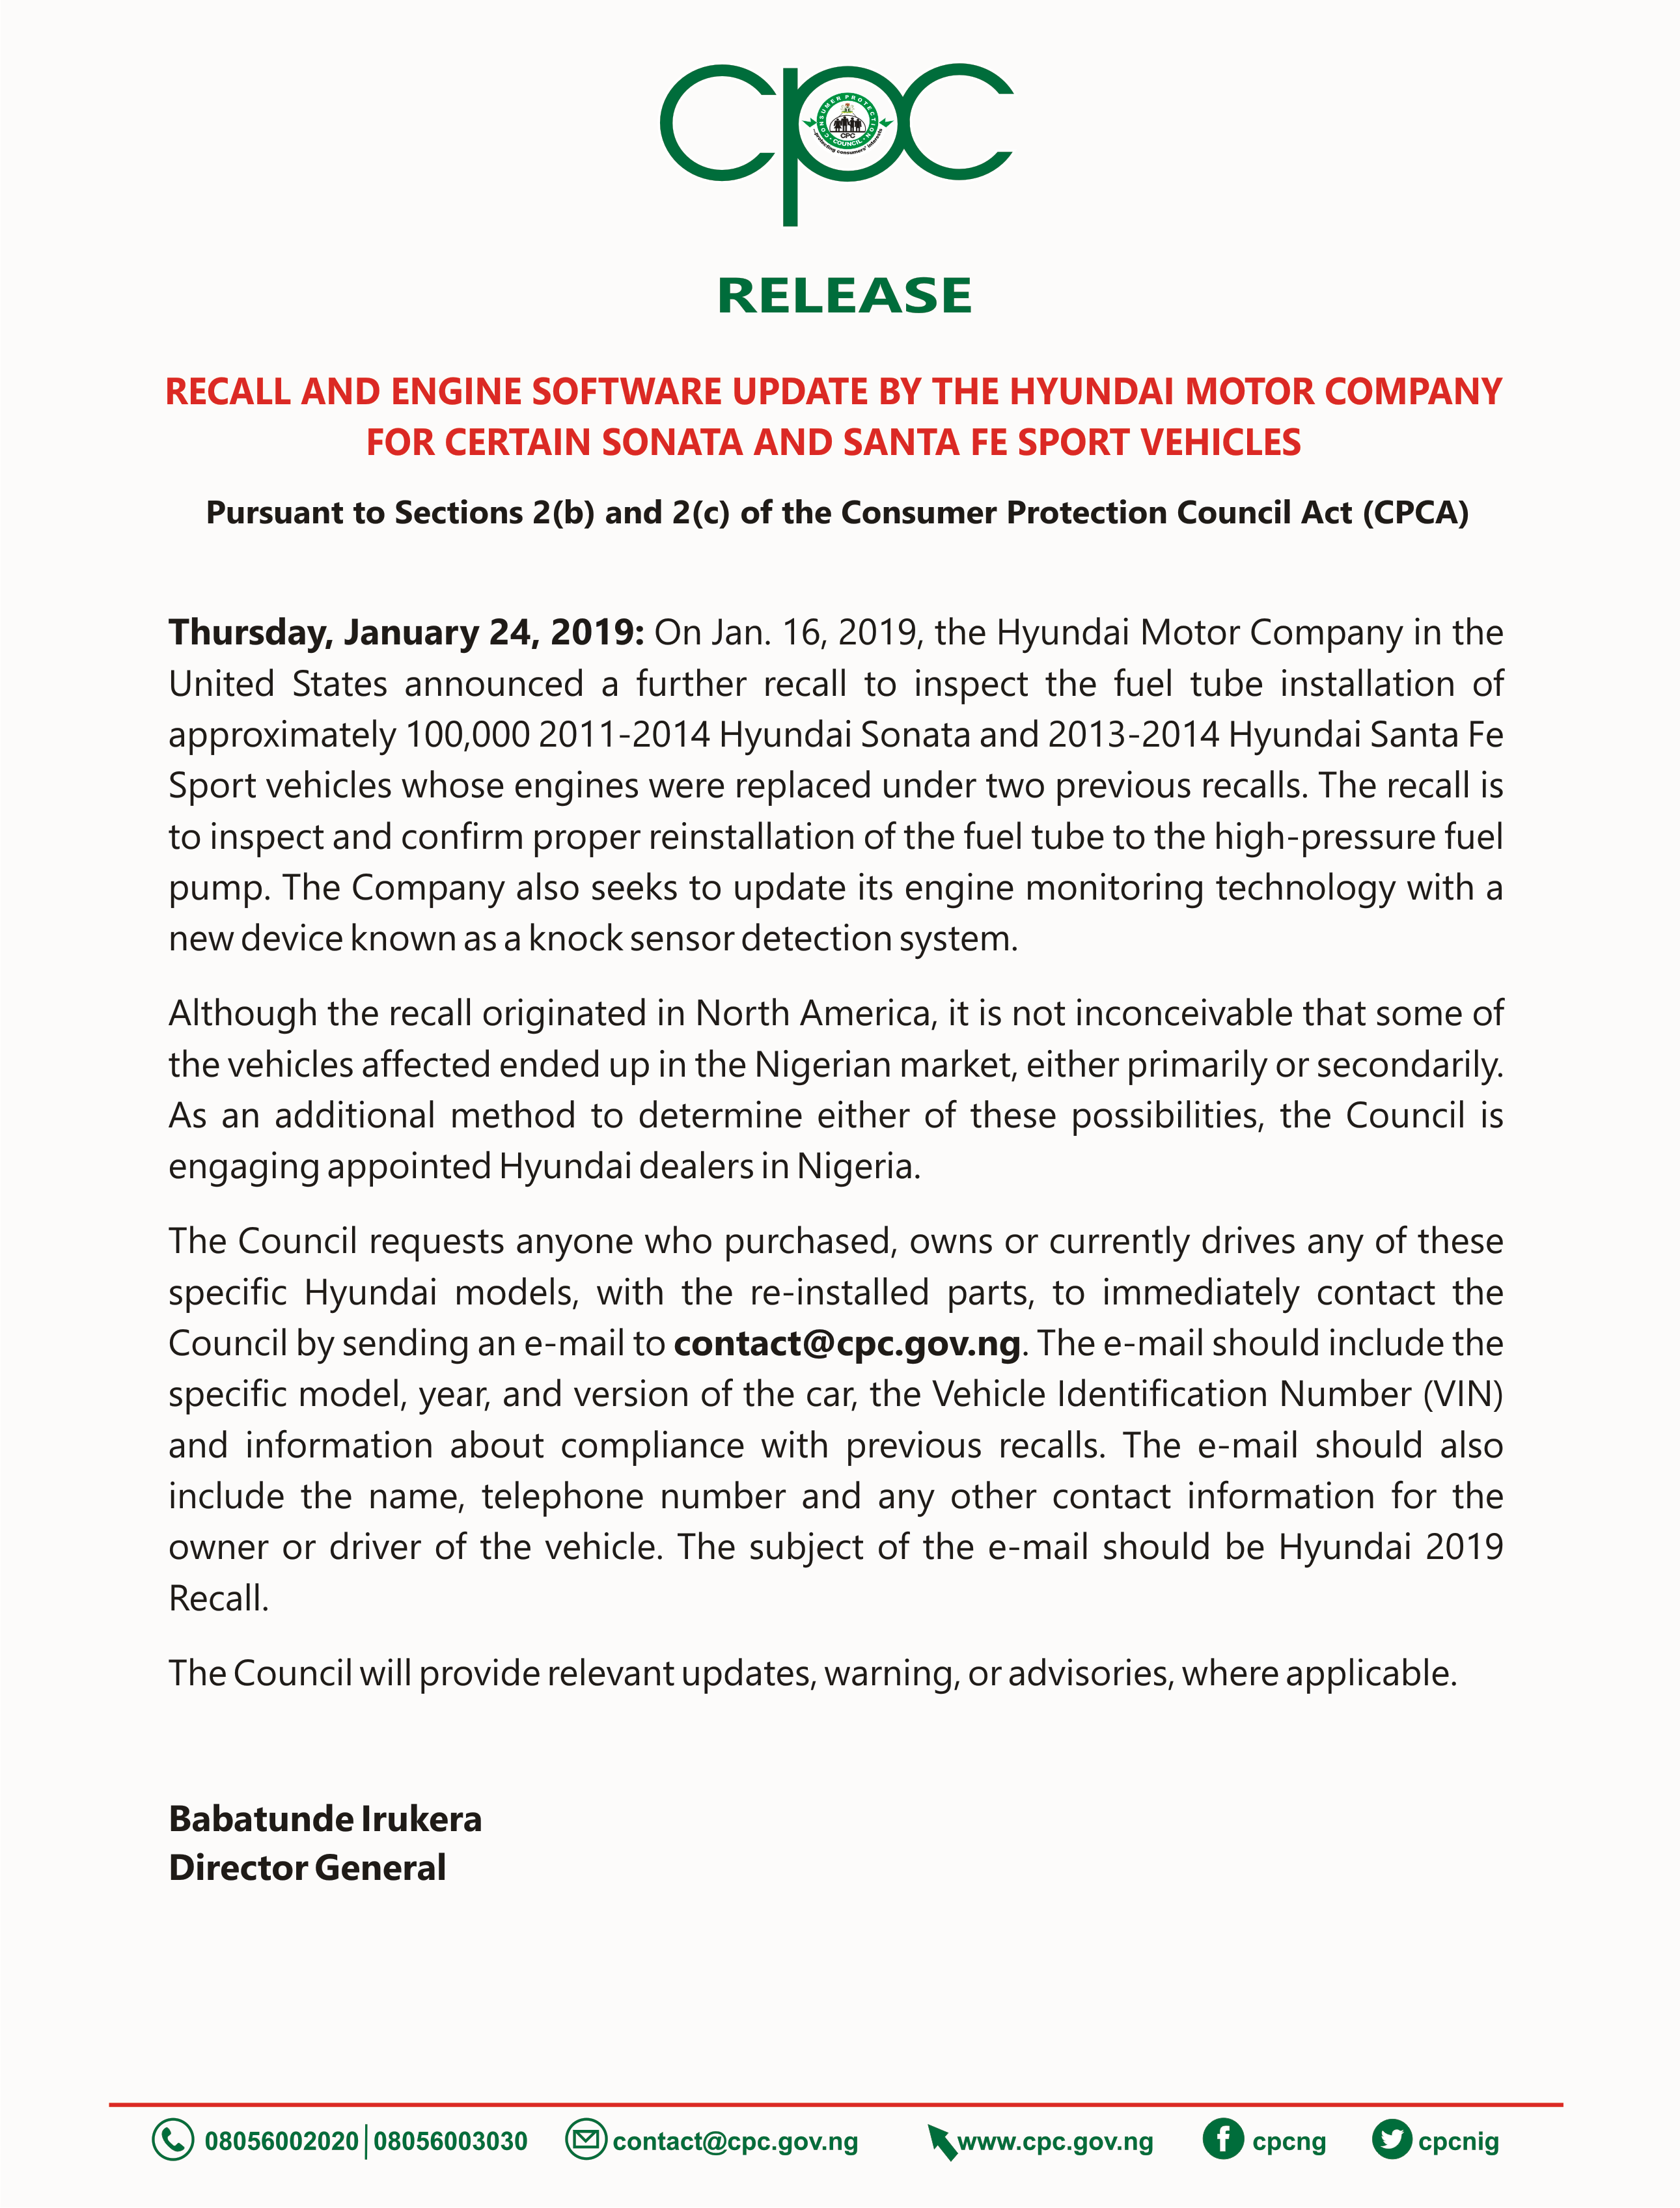 cpc
CONSUMER PROTECTION
CPC
COUNCIL
...protecting consumers' interests
RELEASE
RECALL AND ENGINE SOFTWARE UPDATE BY THE HYUNDAI MOTOR COMPANY
FOR CERTAIN SONATA AND SANTA FE SPORT VEHICLES
Pursuant to Sections 2(b) and 2(c) of the Consumer Protection Council Act (CPCA)
Thursday, January 24, 2019: On Jan. 16, 2019, the Hyundai Motor Company in the
United States announced a further recall to inspect the fuel tube installation of
approximately 100,000 2011-2014 Hyundai Sonata and 2013-2014 Hyundai Santa Fe
Sport vehicles whose engines were replaced under two previous recalls. The recall is
to inspect and confirm proper reinstallation of the fuel tube to the high-pressure fuel
pump. The Company also seeks to update its engine monitoring technology with a
new device known as a knock sensor detection system.
Although the recall originated in North America, it is not inconceivable that some of
the vehicles affected ended up in the Nigerian market, either primarily or secondarily.
As an additional method to determine either of these possibilities, the Council is
engaging appointed Hyundai dealers in Nigeria.
The Council requests anyone who purchased, owns or currently drives any of these
specific Hyundai models, with the re-installed parts, to immediately contact the
Council by sending an e-mail to contact@cpc.gov.ng. The e-mail should include the
specific model, year, and version of the car, the Vehicle Identification Number (VIN)
and information about compliance with previous recalls. The e-mail should also
include the name, telephone number and any other contact information for the
owner or driver of the vehicle. The subject of the e-mail should be Hyundai 2019
Recall.
The Council will provide relevant updates, warning, or advisories, where applicable.
Babatunde Irukera
Director General
08056002020|08056003030 contact@cpc.gov.ng www.cpc.gov.ng cpcng cpcnig